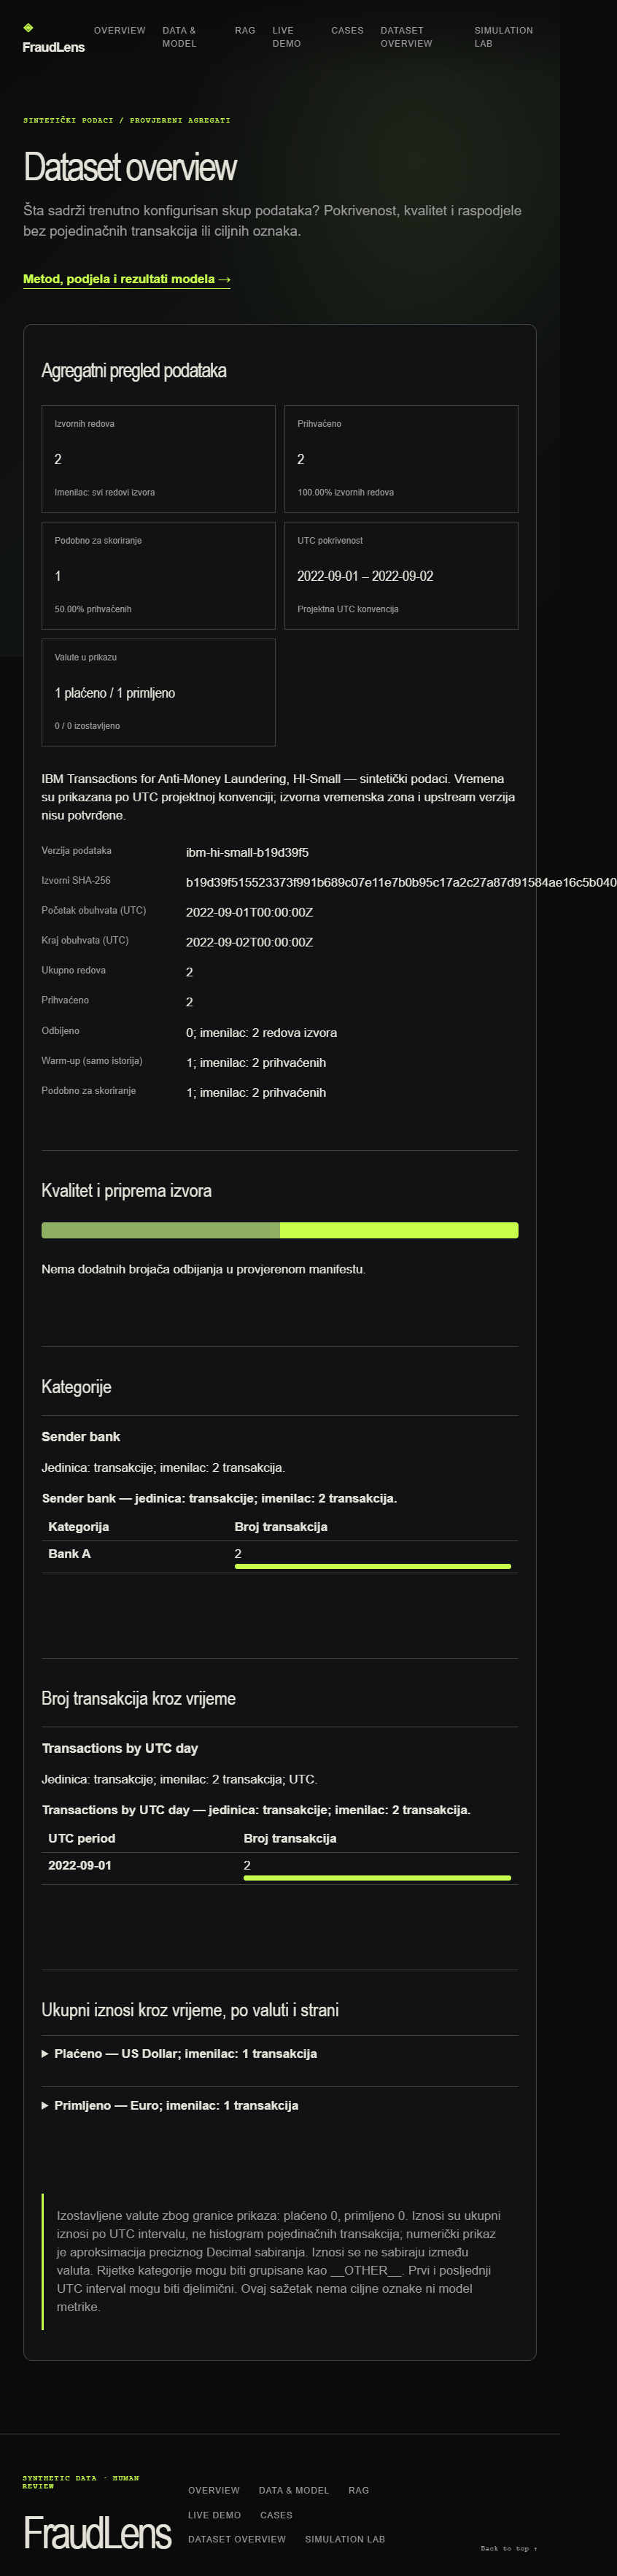 FraudLens
OVERVIEW
DATA & MODEL
RAG
LIVE DEMO
CASES
DATASET OVERVIEW
SIMULATION LAB
SINTETIČKI PODACI / PROVJERENI AGREGATI
Dataset overview
Šta sadrži trenutno konfigurisan skup podataka? Pokrivenost, kvalitet i raspodjele
bez pojedinačnih transakcija ili ciljnih oznaka.
Metod, podjela i rezultati modela →
Agregatni pregled podataka
Izvornih redova
2
Imenilac: svi redovi izvora
Prihvaćeno
2
100.00% izvornih redova
Podobno za skoriranje
1
50.00% prihvaćenih
UTC pokrivenost
2022-09-01 – 2022-09-02
Projektna UTC konvencija
Valute u prikazu
1 plaćeno / 1 primljeno
0 / 0 izostavljeno
IBM Transactions for Anti-Money Laundering, HI-Small — sintetički podaci. Vremena
su prikazana po UTC projektnoj konvenciji; izvorna vremenska zona i upstream verzija
nisu potvrđene.
Verzija podataka ibm-hi-small-b19d39f5
Izvorni SHA-256 b19d39f515523373f991b689c07e11e7b0b95c17a2c27a87d91584ae16c5b040
Početak obuhvata (UTC) 2022-09-01T00:00:00Z
Kraj obuhvata (UTC) 2022-09-02T00:00:00Z
Ukupno redova 2
Prihvaćeno 2
Odbijeno 0; imenilac: 2 redova izvora
Warm-up (samo istorija) 1; imenilac: 2 prihvaćenih
Podobno za skoriranje 1; imenilac: 2 prihvaćenih
Kvalitet i priprema izvora
Nema dodatnih brojača odbijanja u provjerenom manifestu.
Kategorije
Sender bank
Jedinica: transakcije; imenilac: 2 transakcija.
Sender bank — jedinica: transakcije; imenilac: 2 transakcija.
Kategorija Broj transakcija
Bank A 2
Broj transakcija kroz vrijeme
Transactions by UTC day
Jedinica: transakcije; imenilac: 2 transakcija; UTC.
Transactions by UTC day — jedinica: transakcije; imenilac: 2 transakcija.
UTC period Broj transakcija
2022-09-01 2
Ukupni iznosi kroz vrijeme, po valuti i strani
▶ Plaćeno — US Dollar; imenilac: 1 transakcija
▶ Primljeno — Euro; imenilac: 1 transakcija
Izostavljene valute zbog granice prikaza: plaćeno 0, primljeno 0. Iznosi su ukupni
iznosi po UTC intervalu, ne histogram pojedinačnih transakcija; numerički prikaz
je aproksimacija preciznog Decimal sabiranja. Iznosi se ne sabiraju između
valuta. Rijetke kategorije mogu biti grupisane kao __OTHER__. Prvi i posljednji
UTC interval mogu biti djelimični. Ovaj sažetak nema ciljne oznake ni model
metrike.
SYNTHETIC DATA · HUMAN
REVIEW
FraudLens
OVERVIEW DATA & MODEL RAG
LIVE DEMO CASES
DATASET OVERVIEW SIMULATION LAB
Back to top ↑